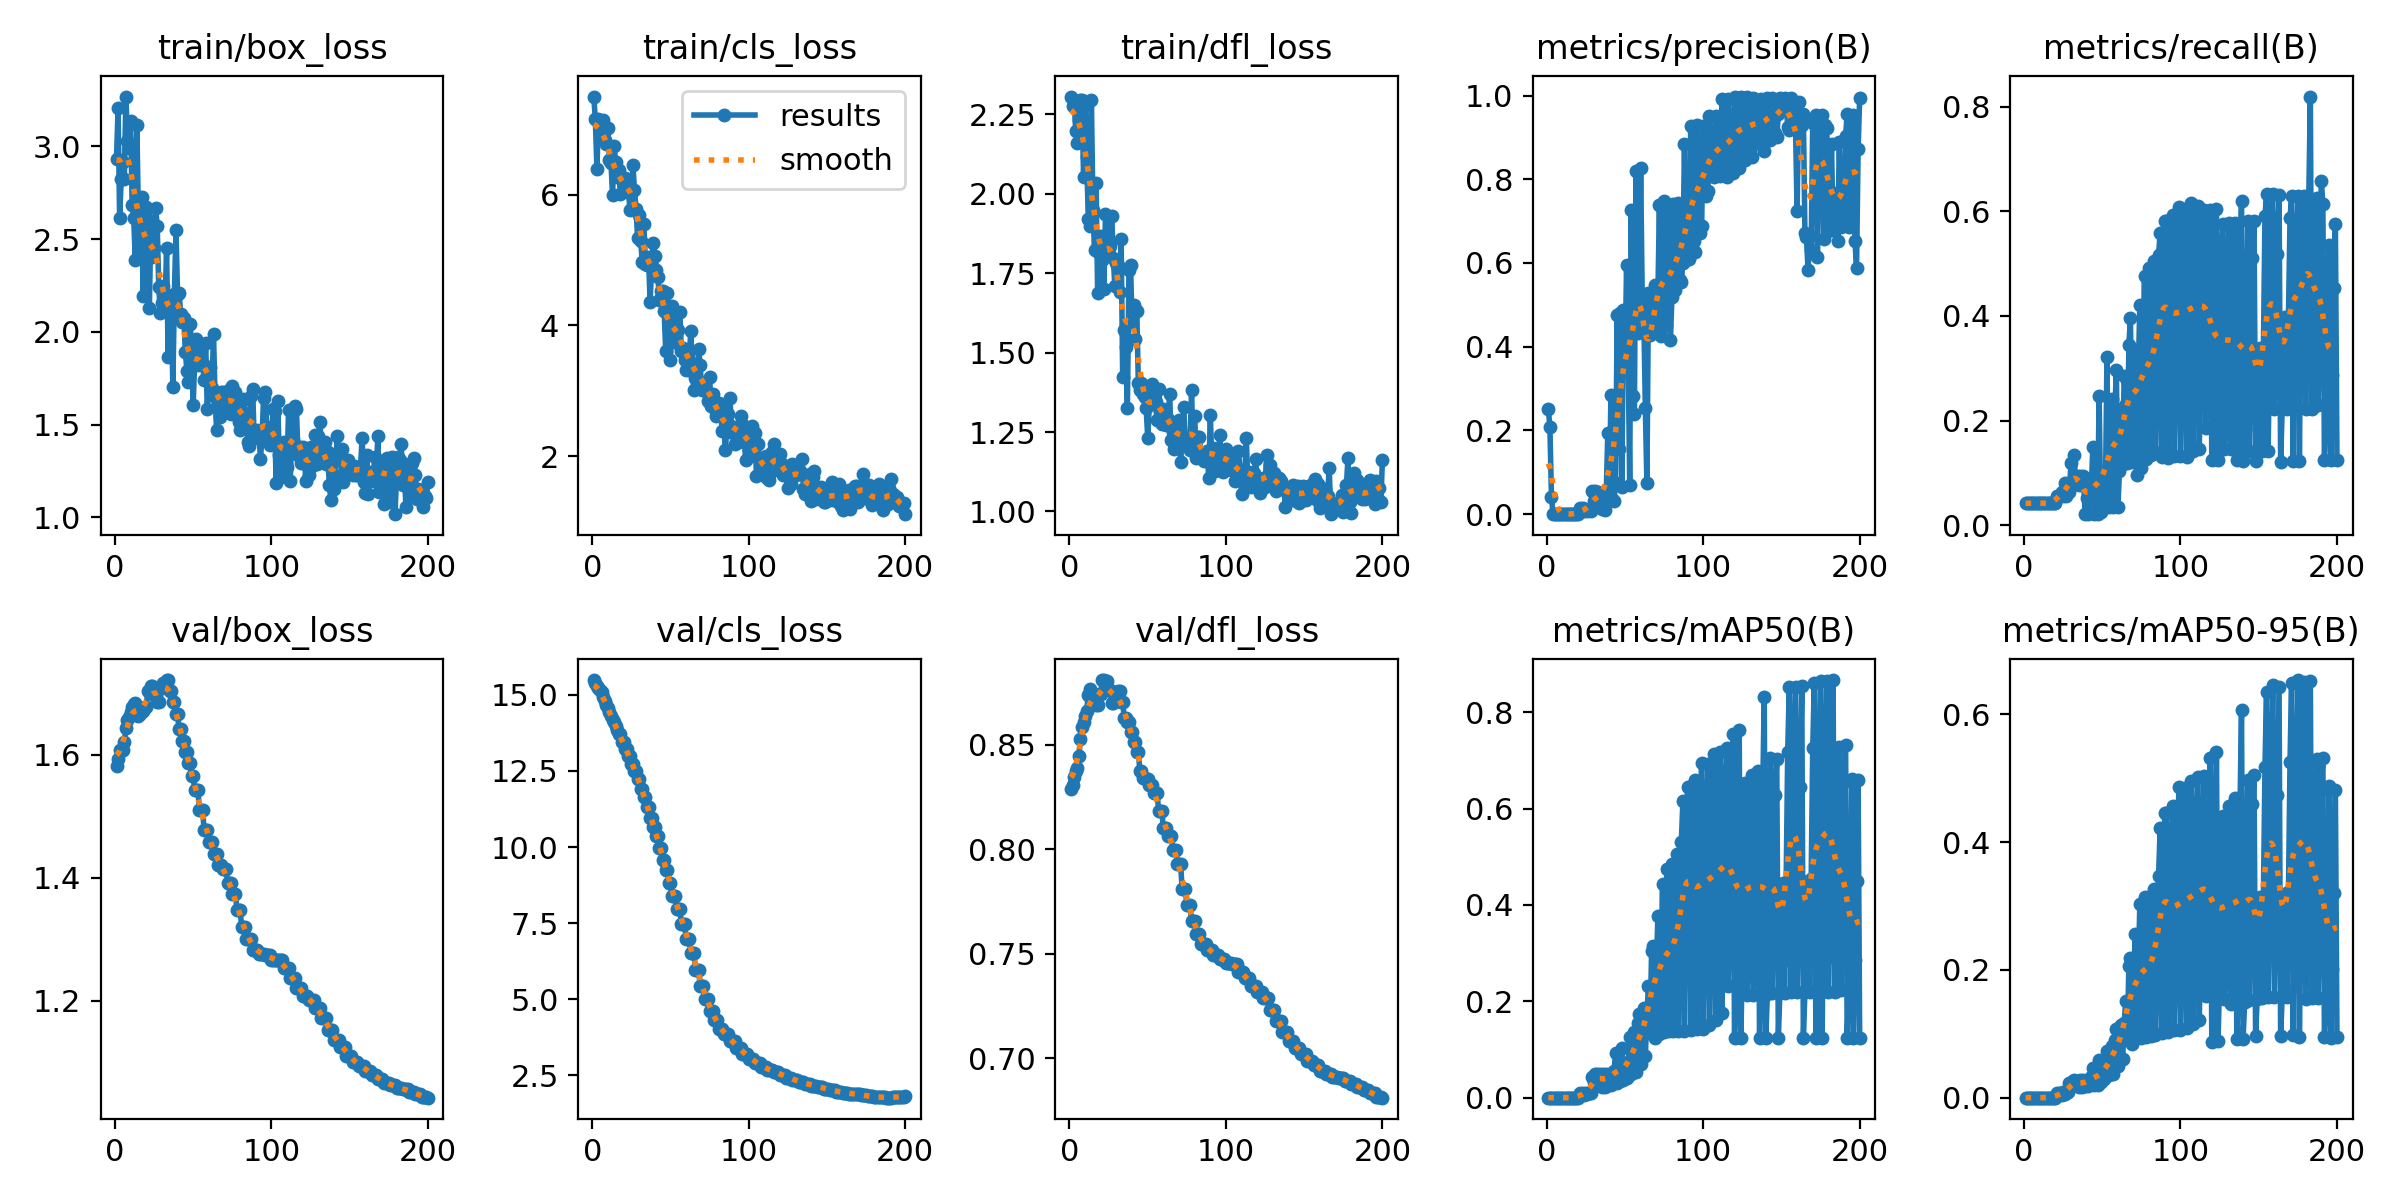 train/box_loss
3.0
2.5
2.0
1.5
1.0
0 100 200
train/cls_loss
results
smooth
6
4
2
0 100 200
train/dfl_loss
2.25
2.00
1.75
1.50
1.25
1.00
0 100 200
metrics/precision(B)
1.0
0.8
0.6
0.4
0.2
0.0
0 100 200
metrics/recall(B)
0.8
0.6
0.4
0.2
0.0
0 100 200
val/box_loss
1.6
1.4
1.2
0 100 200
val/cls_loss
15.0
12.5
10.0
7.5
5.0
2.5
0 100 200
val/dfl_loss
0.85
0.80
0.75
0.70
0 100 200
metrics/mAP50(B)
0.8
0.6
0.4
0.2
0.0
0 100 200
metrics/mAP50-95(B)
0.6
0.4
0.2
0.0
0 100 200